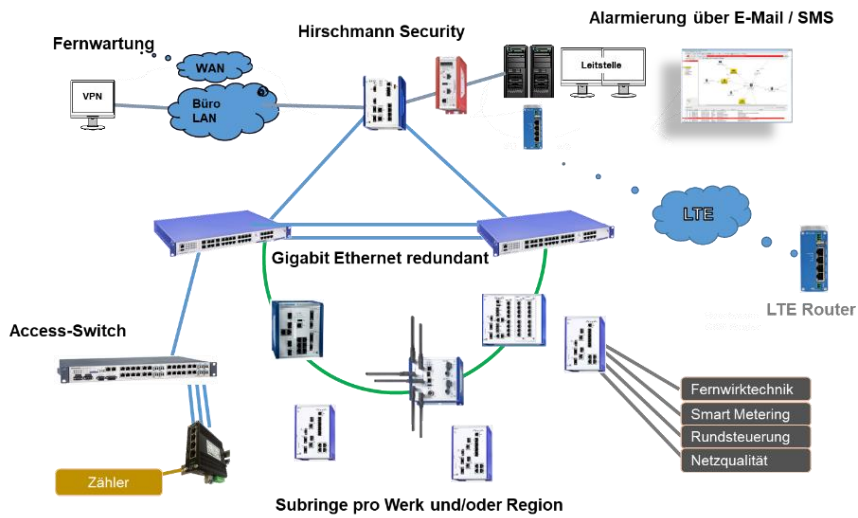 Alarmierung über E-Mail / SMS
Hirschmann Security
Fernwartung
WAN
Leitstelle
VPN
Büro
LAN
LTE
Gigabit Ethernet redundant
LTE Router
Access-Switch
Fernwirktechnik
Smart Metering
Rundsteuerung
Netzqualität
Zähler
Subringe pro Werk und/oder Region